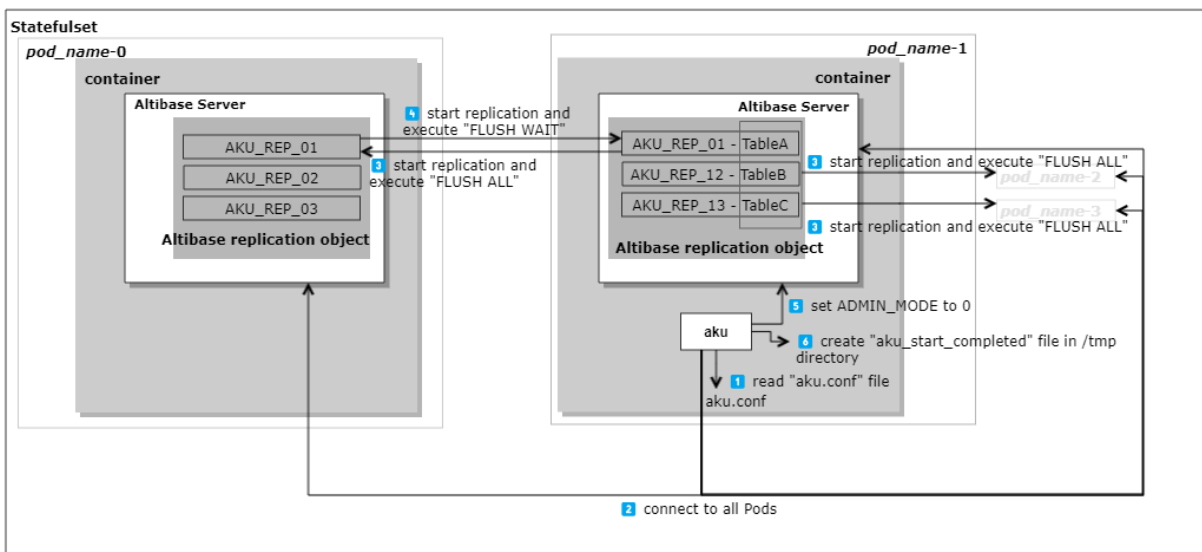 Statefulset
pod_name-0
container
Altibase Server
AKU_REP_01
AKU_REP_02
AKU_REP_03
Altibase replication object
4 start replication and
execute "FLUSH WAIT"
3 start replication and
execute "FLUSH ALL"
pod_name-1
container
Altibase Server
AKU_REP_01 - TableA
AKU_REP_12 - TableB
AKU_REP_13 - TableC
Altibase replication object
3 start replication and execute "FLUSH ALL"
pod_name-2
pod_name-3
3 start replication and execute "FLUSH ALL"
5 set ADMIN_MODE to 0
aku
6 create "aku_start_completed" file in /tmp
directory
1 read "aku.conf" file
aku.conf
2 connect to all Pods